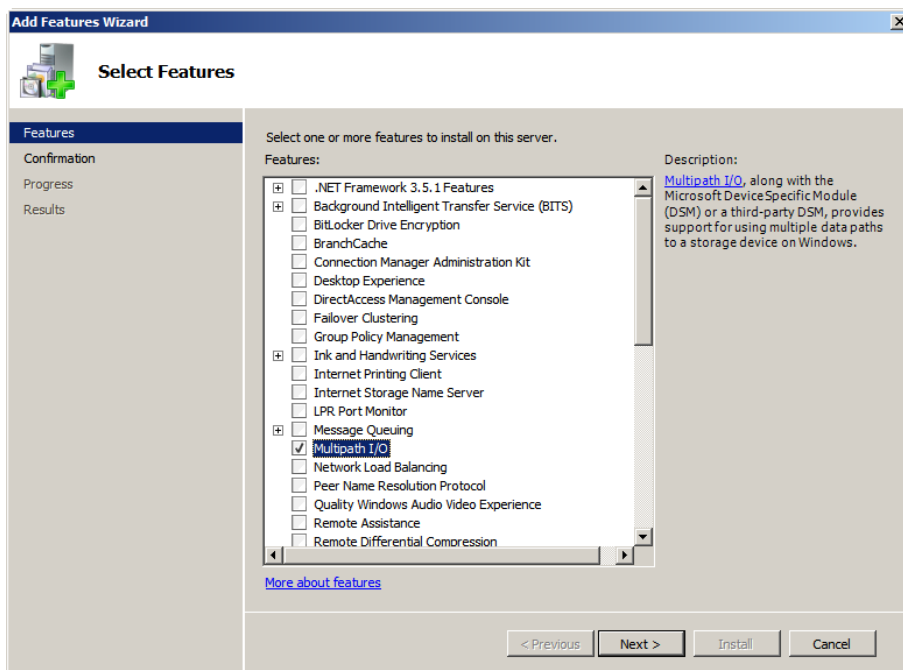 Add Features Wizard
Select Features
Features
Confirmation
Progress
Results
Select one or more features to install on this server.
Features:
.NET Framework 3.5.1 Features
Background Intelligent Transfer Service (BITS)
BitLocker Drive Encryption
BranchCache
Connection Manager Administration Kit
Desktop Experience
DirectAccess Management Console
Failover Clustering
Group Policy Management
Ink and Handwriting Services
Internet Printing Client
Internet Storage Name Server
LPR Port Monitor
Message Queuing
Multipath I/O
Network Load Balancing
Peer Name Resolution Protocol
Quality Windows Audio Video Experience
Remote Assistance
Remote Differential Compression
More about features
Description:
Multipath I/O, along with the
Microsoft Device Specific Module
(DSM) or a third-party DSM, provides
support for using multiple data paths
to a storage device on Windows.
< Previous
Next >
Install
Cancel